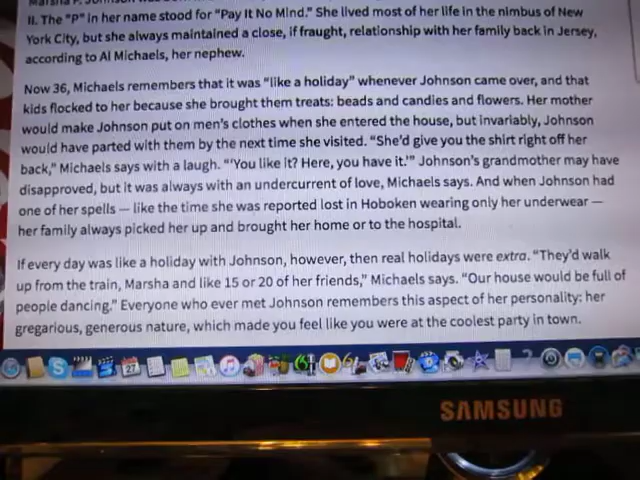 Marsha P. Johnson was
II. The "P" in her name stood for "Pay It No Mind." She lived most of her life in the nimbus of New
York City, but she always maintained a close, if fraught, relationship with her family back in Jersey,
according to Al Michaels, her nephew.
Now 36, Michaels remembers that it was "like a holiday" whenever Johnson came over, and that
kids flocked to her because she brought them treats: beads and candies and flowers. Her mother
would make Johnson put on men's clothes when she entered the house, but invariably, Johnson
would have parted with them by the next time she visited. "She'd give you the shirt right off her
back," Michaels says with a laugh. "'You like it? Here, you have it.'" Johnson's grandmother may have
disapproved, but it was always with an undercurrent of love, Michaels says. And when Johnson had
one of her spells — like the time she was reported lost in Hoboken wearing only her underwear —
her family always picked her up and brought her home or to the hospital.
If every day was like a holiday with Johnson, however, then real holidays were extra. "They'd walk
up from the train, Marsha and like 15 or 20 of her friends," Michaels says. "Our house would be full of
people dancing." Everyone who ever met Johnson remembers this aspect of her personality: her
gregarious, generous nature, which made you feel like you were at the coolest party in town.
27
SAMSUNG